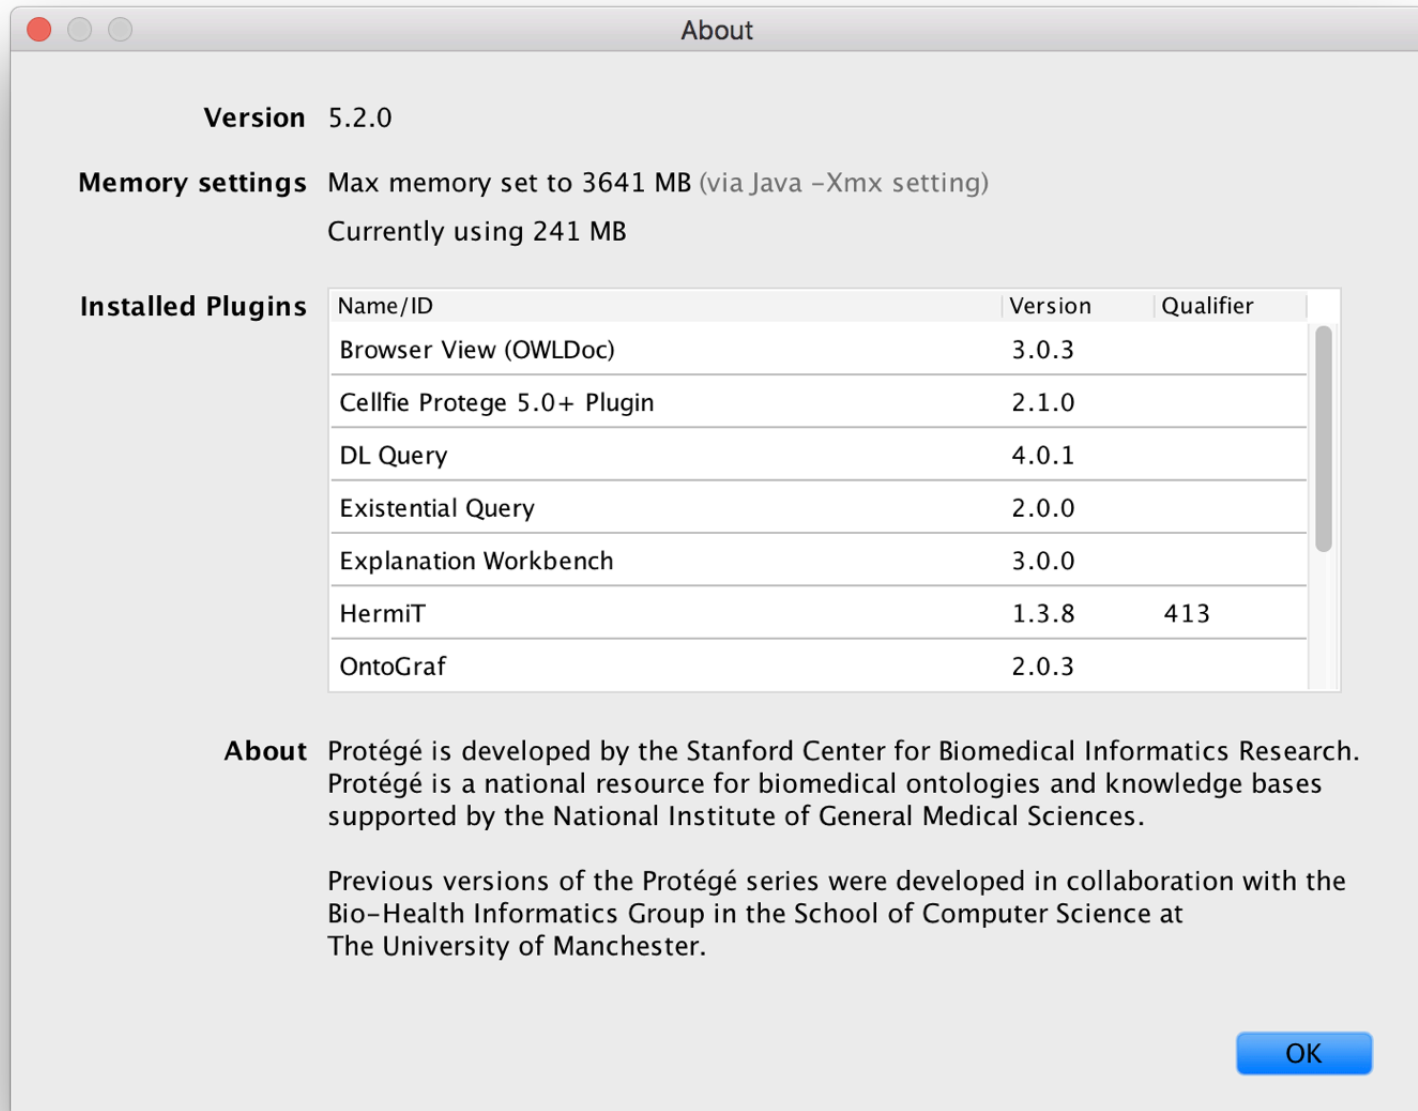 About
Version 5.2.0
Memory settings Max memory set to 3641 MB (via Java -Xmx setting)
Currently using 241 MB
Installed Plugins Name/ID Version Qualifier
Browser View (OWLDoc) 3.0.3
Cellfie Protege 5.0+ Plugin 2.1.0
DL Query 4.0.1
Existential Query 2.0.0
Explanation Workbench 3.0.0
HermiT 1.3.8 413
OntoGraf 2.0.3
About Protégé is developed by the Stanford Center for Biomedical Informatics Research.
Protégé is a national resource for biomedical ontologies and knowledge bases
supported by the National Institute of General Medical Sciences.
Previous versions of the Protégé series were developed in collaboration with the
Bio-Health Informatics Group in the School of Computer Science at
The University of Manchester.
OK